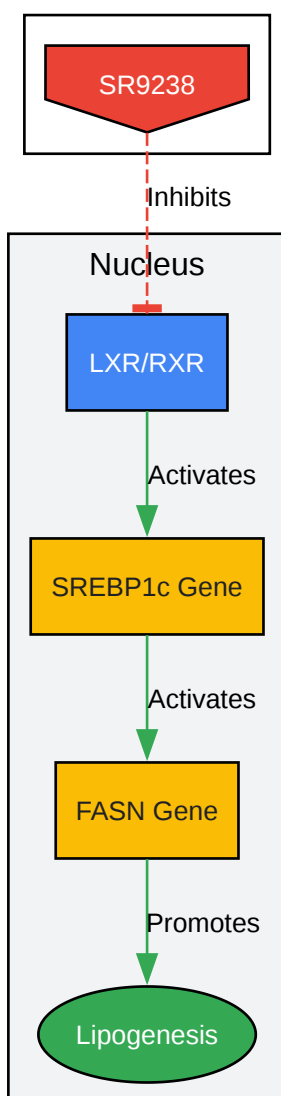 SR9238
Inhibits
Nucleus
LXR/RXR
Activates
SREBP1c Gene
Activates
FASN Gene
Promotes
Lipogenesis